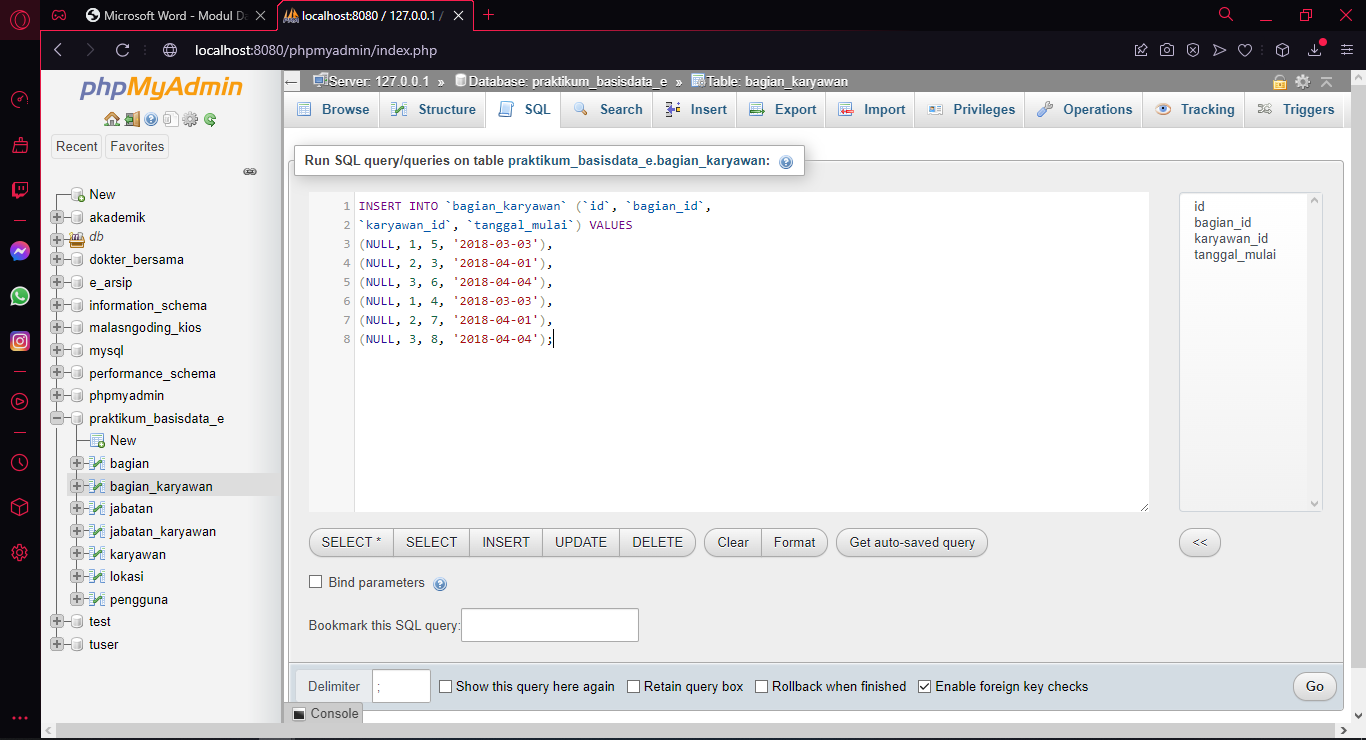 Microsoft Word - Modul Da
localhost:8080 / 127.0.0.1 /
localhost:8080/phpmyadmin/index.php
phpMyAdmin
Recent
Favorites
New
akademik
db
dokter_bersama
e_arsip
information_schema
malasngoding_kios
mysql
performance_schema
phpmyadmin
praktikum_basisdata_e
New
bagian
bagian_karyawan
jabatan
jabatan_karyawan
karyawan
lokasi
pengguna
test
tuser
Server: 127.0.0.1 » Database: praktikum_basisdata_e » Table: bagian_karyawan
Browse Structure SQL Search Insert Export Import Privileges Operations Tracking Triggers
Run SQL query/queries on table praktikum_basisdata_e.bagian_karyawan:
1 INSERT INTO `bagian_karyawan` (`id`, `bagian_id`,
2 `karyawan_id`, `tanggal_mulai`) VALUES
3 (NULL, 1, 5, '2018-03-03'),
4 (NULL, 2, 3, '2018-04-01'),
5 (NULL, 3, 6, '2018-04-04'),
6 (NULL, 1, 4, '2018-03-03'),
7 (NULL, 2, 7, '2018-04-01'),
8 (NULL, 3, 8, '2018-04-04');
id
bagian_id
karyawan_id
tanggal_mulai
SELECT * SELECT INSERT UPDATE DELETE Clear Format Get auto-saved query <<
Bind parameters
Bookmark this SQL query:
Delimiter ; Show this query here again Retain query box Rollback when finished Enable foreign key checks Go
Console